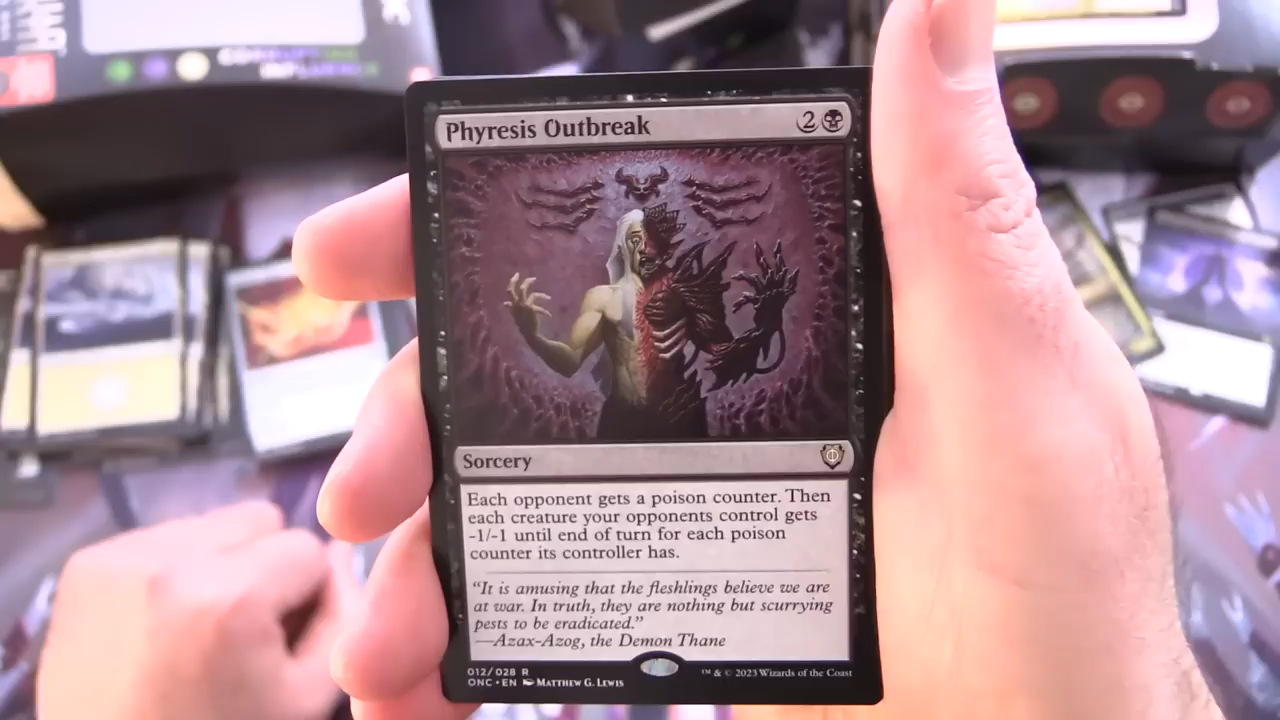 CORRUPTING
INFLUENCE
Phyresis Outbreak
2
Sorcery
Each opponent gets a poison counter. Then
each creature your opponents control gets
-1/-1 until end of turn for each poison
counter its controller has.
"It is amusing that the fleshlings believe we are
at war. In truth, they are nothing but scurrying
pests to be eradicated."
—Azax-Azog, the Demon Thane
012/028 R
ONC • EN MATTHEW G. LEWIS
™ & © 2023 Wizards of the Coast